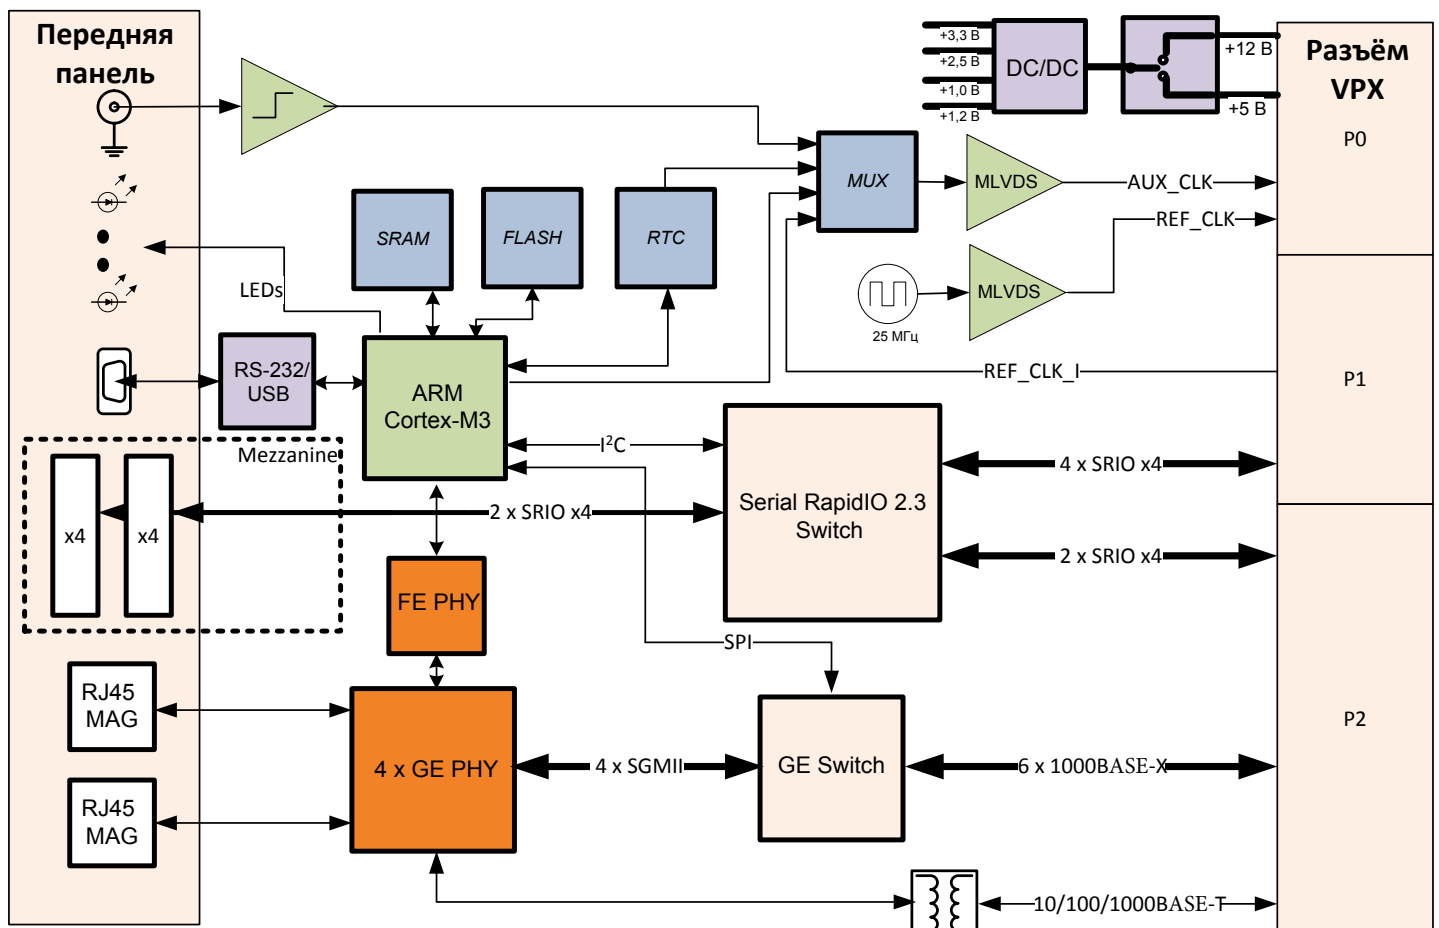 Передняя
панель
+3,3 В
+2,5 В
+1,0 В
+1,2 В
DC/DC
+12 В
+5 В
Разъём
VPX
P0
MUX
MLVDS
AUX_CLK
REF_CLK
SRAM
FLASH
RTC
LEDs
MLVDS
25 МГц
RS-232/
USB
ARM
Cortex-M3
REF_CLK_I
P1
Mezzanine
I²C
4 x SRIO x4
x4
x4
2 x SRIO x4
Serial RapidIO 2.3
Switch
2 x SRIO x4
FE PHY
SPI
RJ45
MAG
P2
4 x GE PHY
4 x SGMII
GE Switch
6 x 1000BASE-X
RJ45
MAG
10/100/1000BASE-T